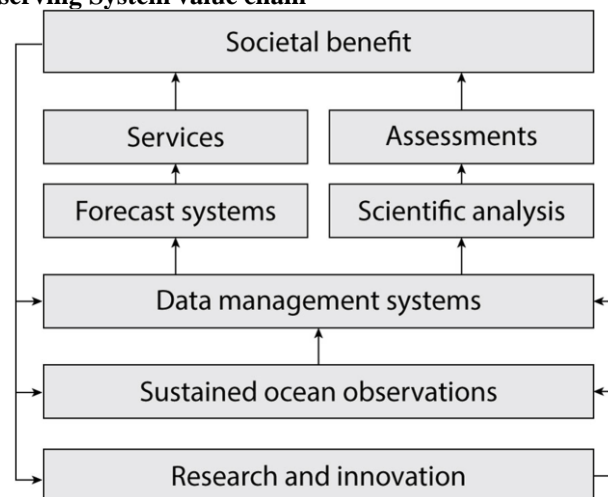 serving System value chain
Societal benefit
Services
Assessments
Forecast systems
Scientific analysis
Data management systems
Sustained ocean observations
Research and innovation